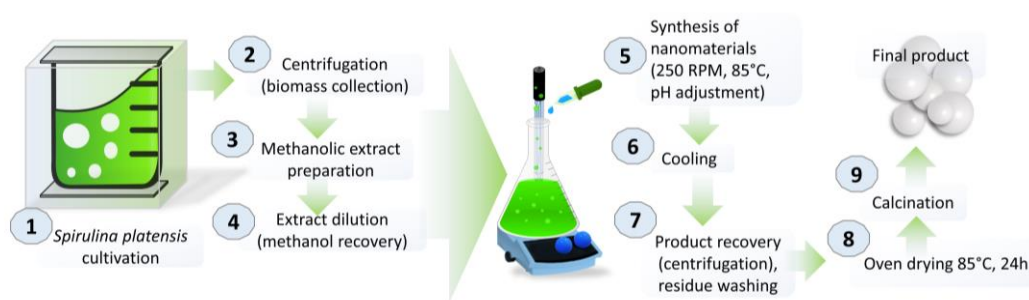 1
Spirulina platensis
cultivation
2
Centrifugation
(biomass collection)
3
Methanolic extract
preparation
4
Extract dilution
(methanol recovery)
5
Synthesis of
nanomaterials
(250 RPM, 85°C,
pH adjustment)
6
Cooling
7
Product recovery
(centrifugation),
residue washing
8
Oven drying 85°C, 24h
9
Calcination
Final product